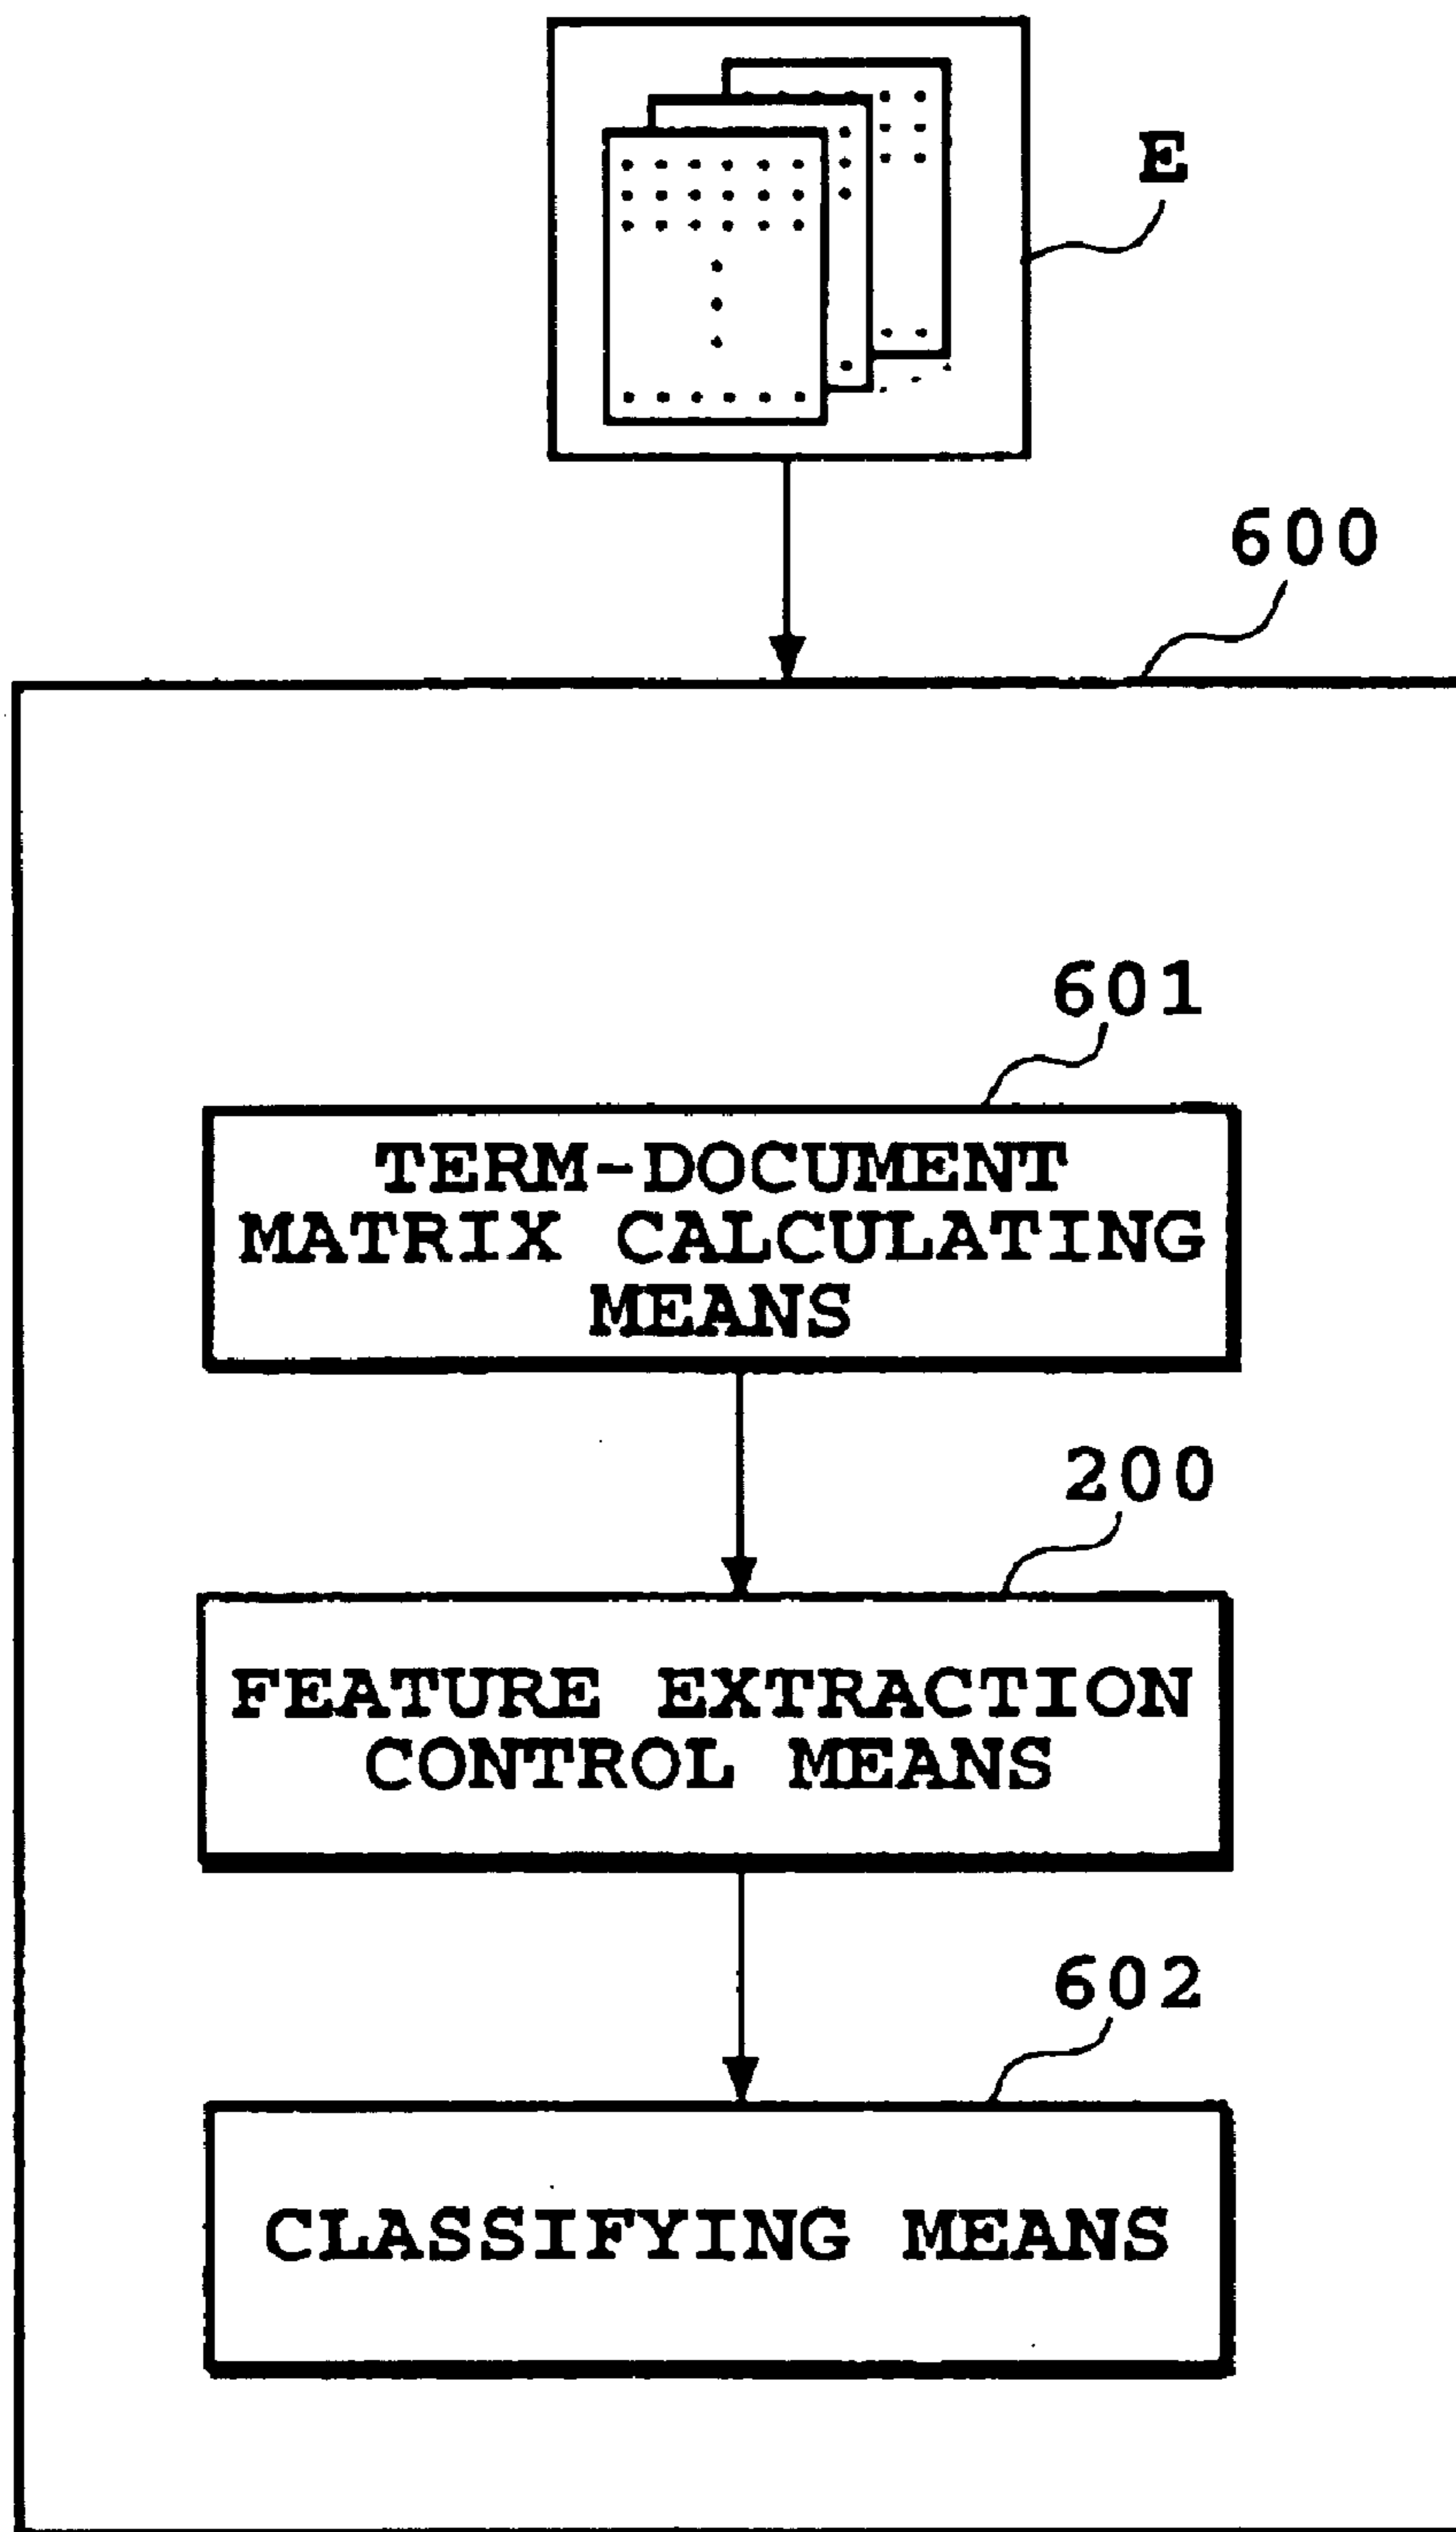 E
600
601
TERM-DOCUMENT
MATRIX CALCULATING
MEANS
200
FEATURE EXTRACTION
CONTROL MEANS
602
CLASSIFYING MEANS